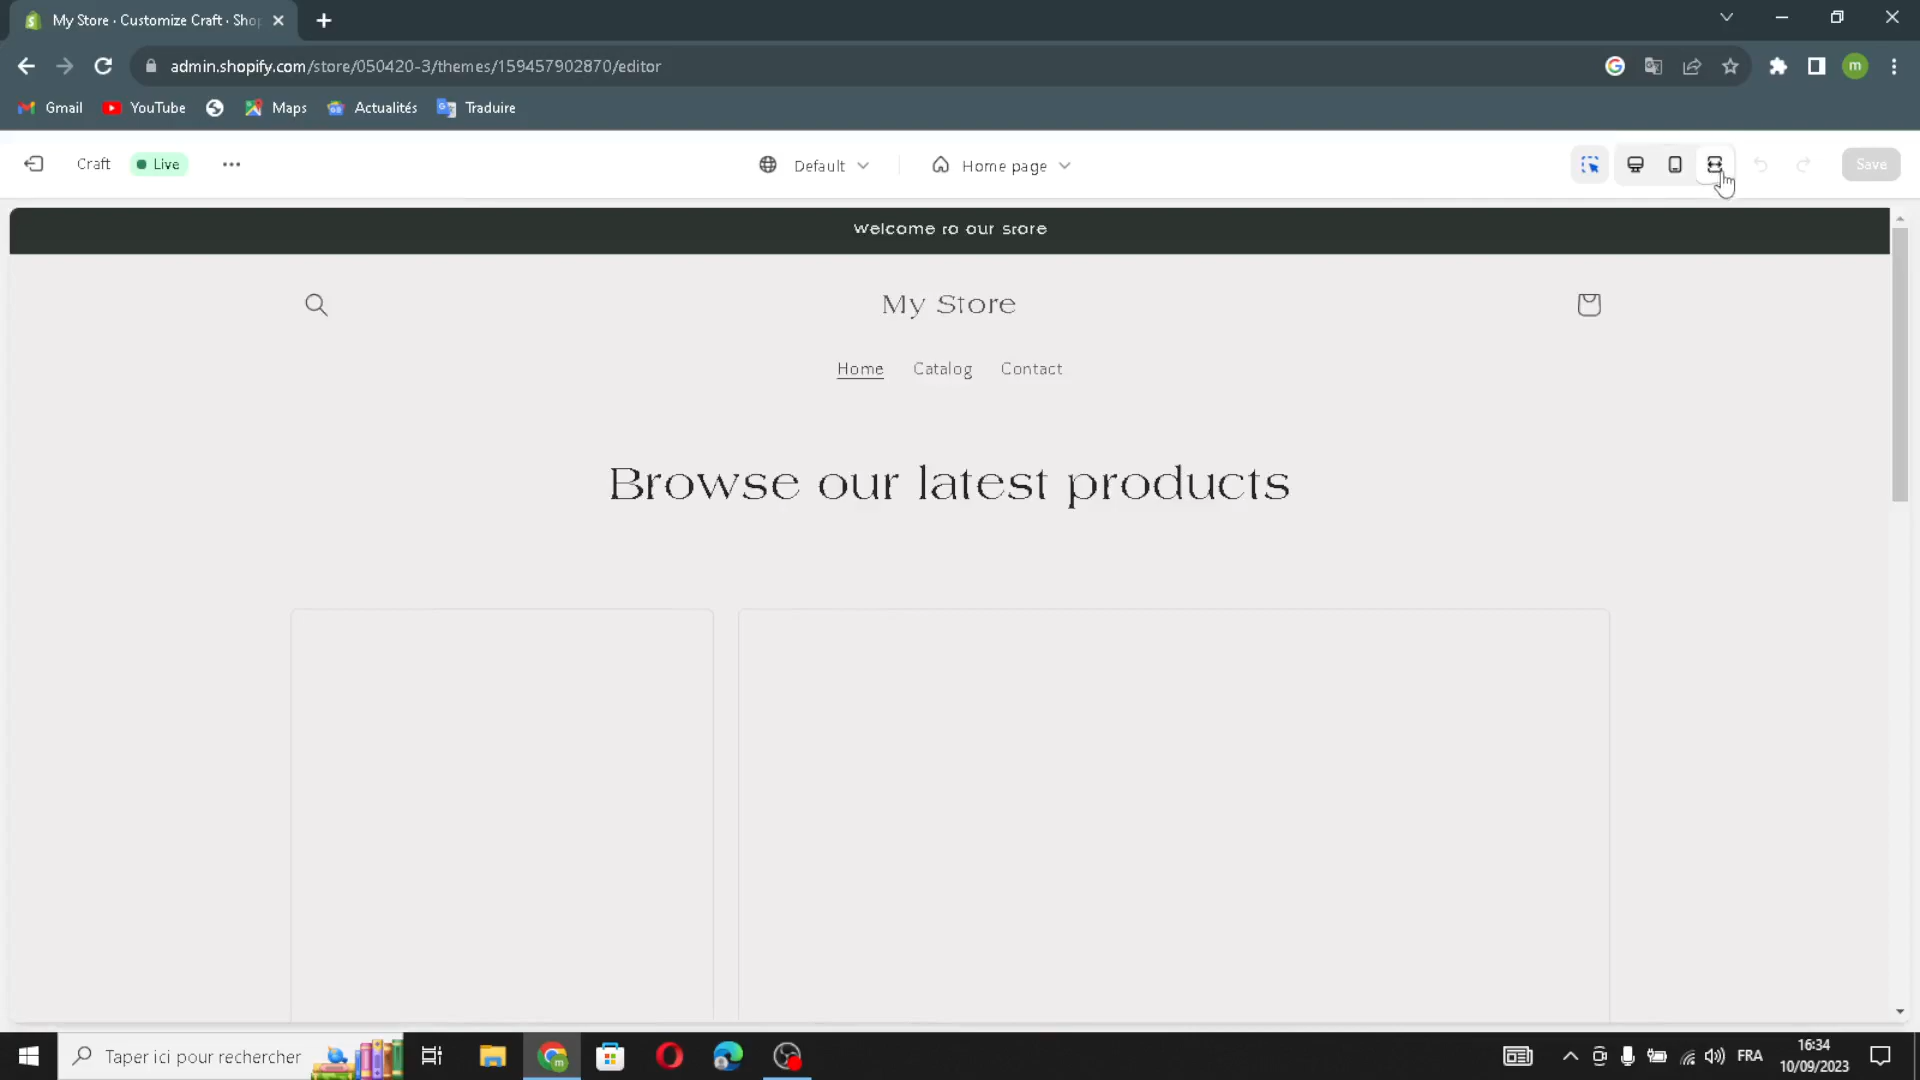 My Store · Customize Craft · Shop
admin.shopify.com/store/050420-3/themes/159457902870/editor
m
Gmail YouTube Maps Actualités Traduire
Craft Live ••• Default Home page Save
Welcome to our store
My Store
Home Catalog Contact
Browse our latest products
Taper ici pour rechercher
FRA
16:34
10/09/2023